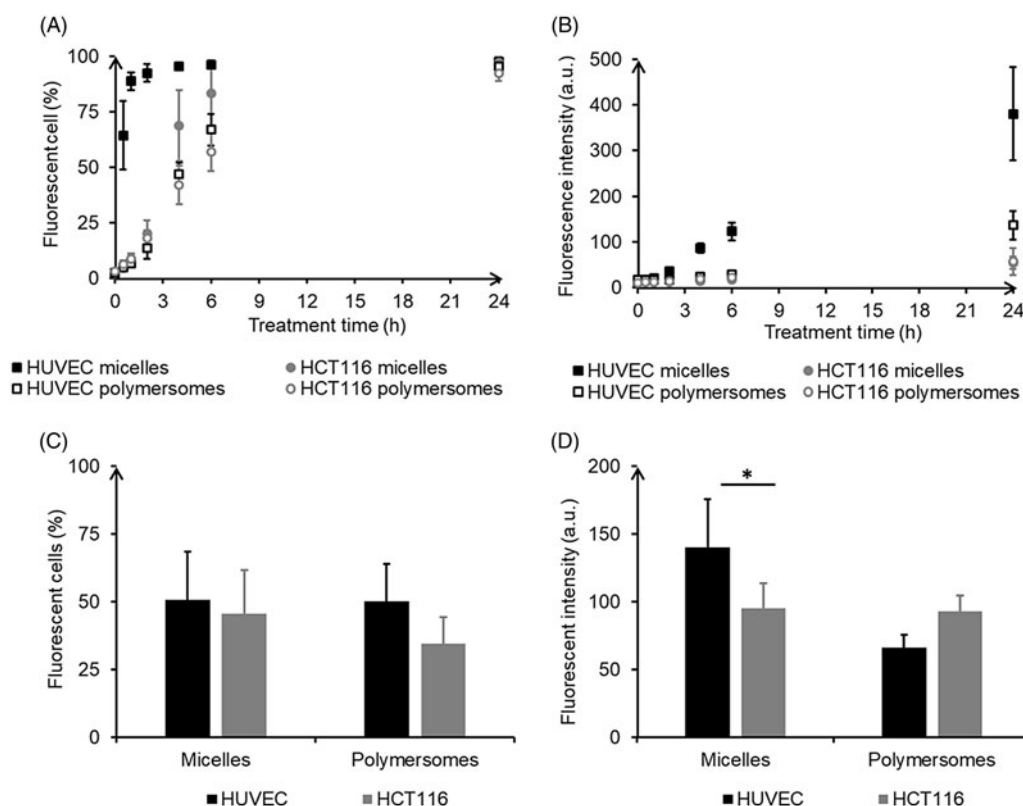 (A)
Fluorescent cell (%)
100
75
50
25
0
0 3 6 9 12 15 18 21 24
Treatment time (h)
HUVEC micelles HCT116 micelles
HUVEC polymersomes HCT116 polymersomes
(B)
Fluorescence intensity (a.u.)
500
400
300
200
100
0
0 3 6 9 12 15 18 21 24
Treatment time (h)
HUVEC micelles HCT116 micelles
HUVEC polymersomes HCT116 polymersomes
(C)
Fluorescent cells (%)
100
75
50
25
0
Micelles Polymersomes
HUVEC HCT116
(D)
Fluorescent intensity (a.u.)
200
150
100
50
0
*
Micelles Polymersomes
HUVEC HCT116